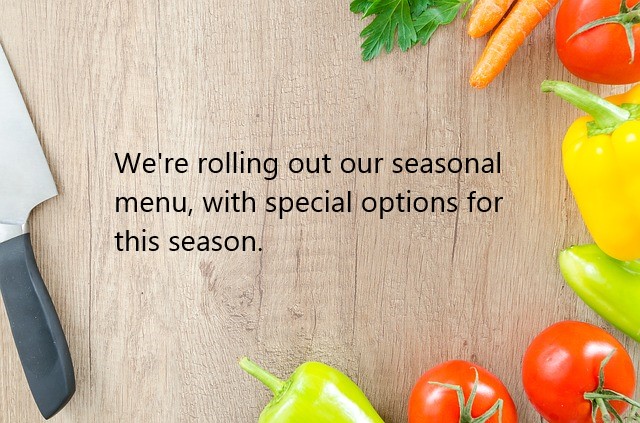 We're rolling out our seasonal
menu, with special options for
this season.